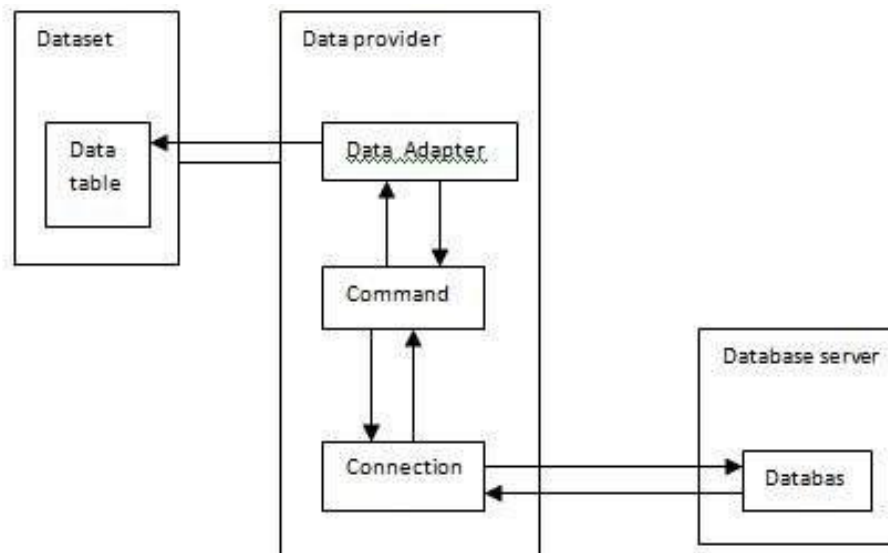 Dataset
Data provider
Data
table
Data Adapter
Command
Database server
Connection
Databas